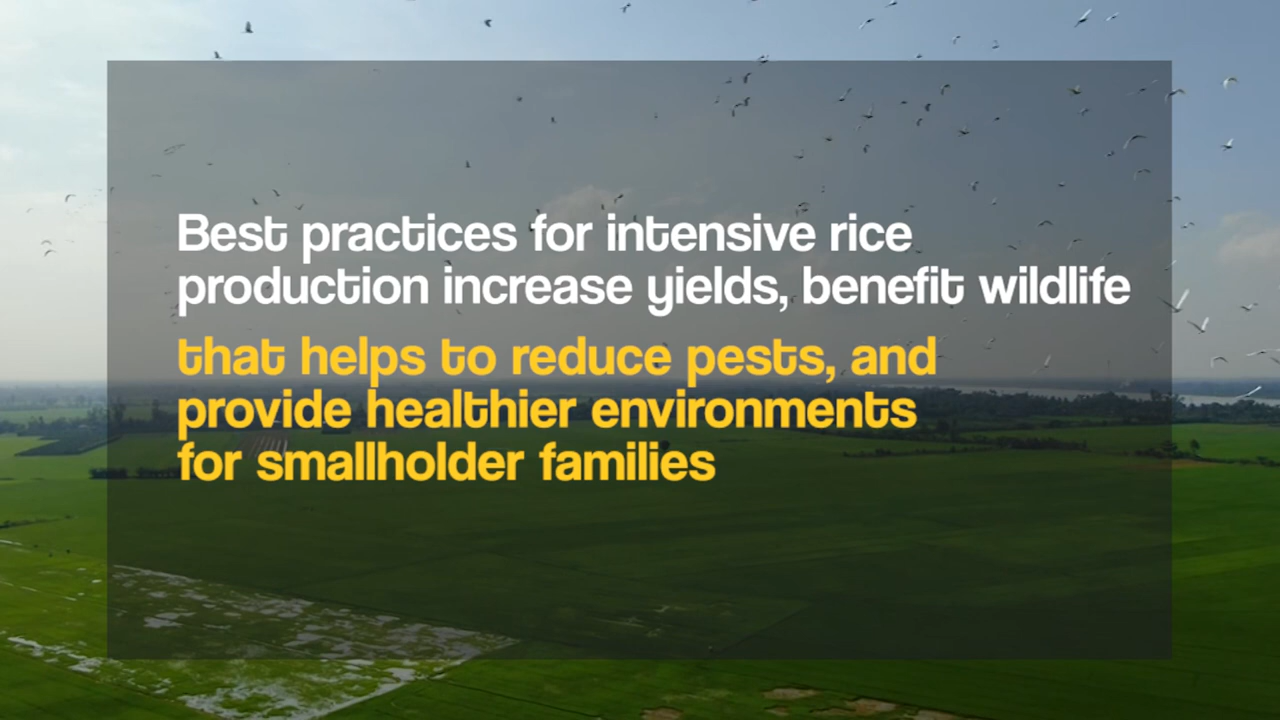 Best practices for intensive rice
production increase yields, benefit wildlife
that helps to reduce pests, and
provide healthier environments
for smallholder families